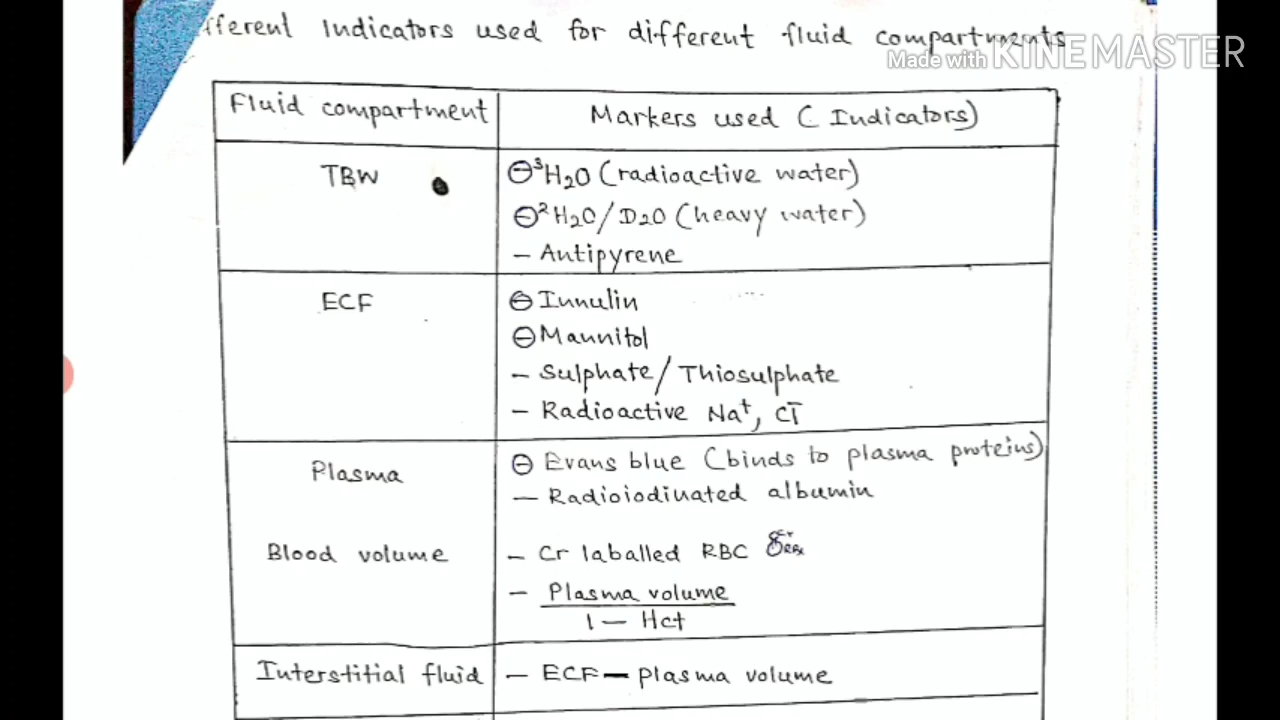 fferent Indicators used for different fluid compartments
Made with KINEMASTER
Fluid compartment
Markers used ( Indicators)
TBW
⊖ ³H₂O (radioactive water)
⊖ ²H₂O / D₂O (heavy water)
- Antipyrene
ECF
⊖ Innulin
⊖ Mannitol
- Sulphate / Thiosulphate
- Radioactive Na⁺, Cl⁻
Plasma
⊖ Evans blue (binds to plasma proteins)
- Radioiodinated albumin
Blood volume
- Cr labelled RBC
- Plasma volume
1 - Hct
Interstitial fluid
- ECF - plasma volume